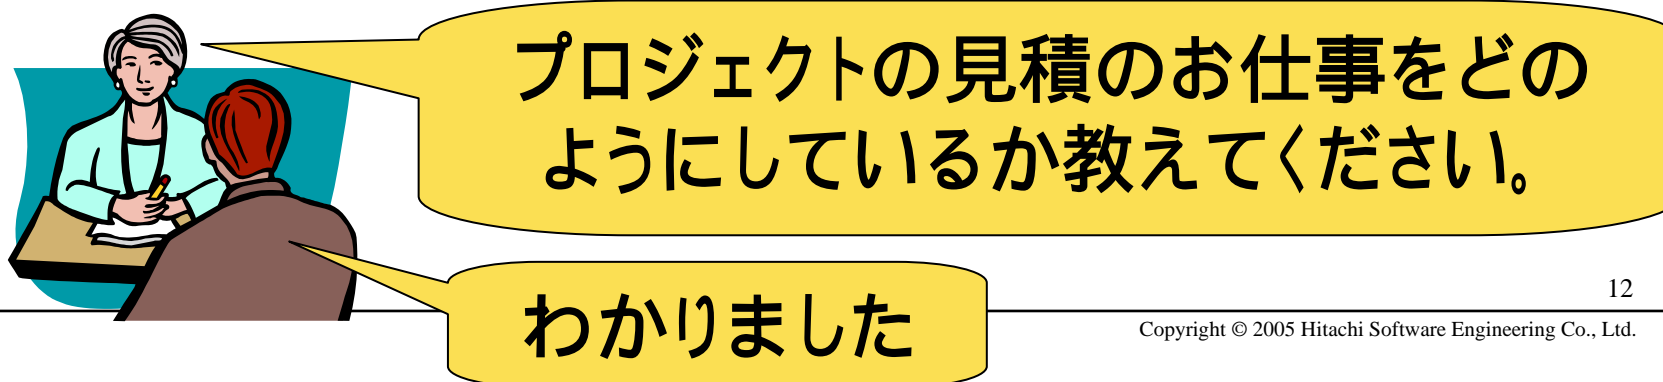 プロジェクトの見積のお仕事をどの
ようにしているか教えてください。
わかりました
12
Copyright © 2005 Hitachi Software Engineering Co., Ltd.